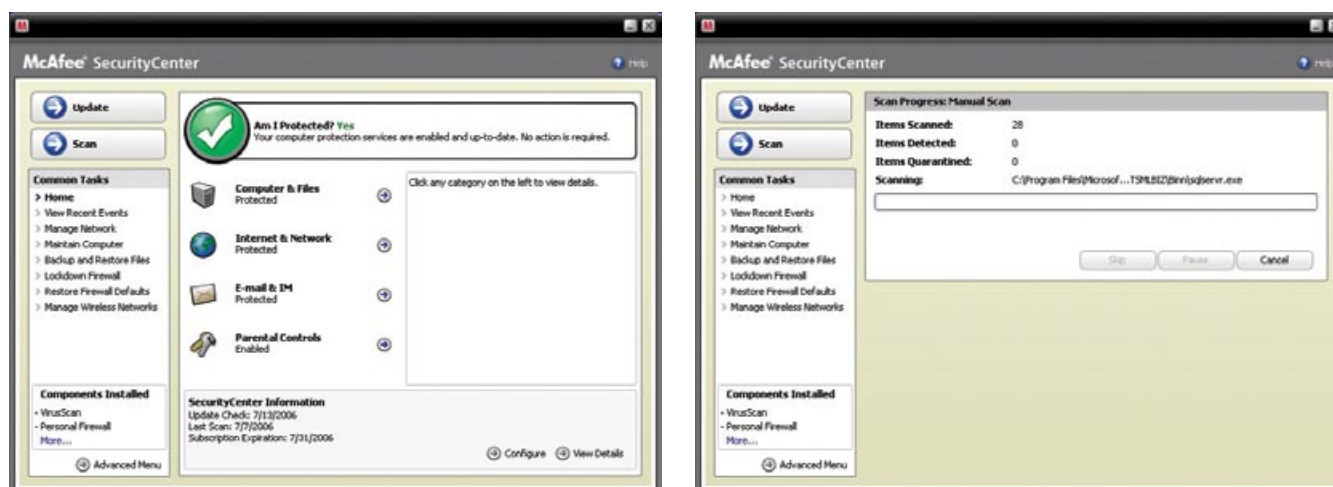 McAfee® SecurityCenter
Help
Update
Scan
Common Tasks
> Home
> View Recent Events
> Manage Network
> Maintain Computer
> Backup and Restore Files
> Lockdown Firewall
> Restore Firewall Defaults
> Manage Wireless Networks
Components Installed
- VirusScan
- Personal Firewall
More...
Advanced Menu
Am I Protected? Yes
Your computer protection services are enabled and up-to-date. No action is required.
Computer & Files
Protected
Internet & Network
Protected
E-mail & IM
Protected
Parental Controls
Enabled
Click any category on the left to view details.
SecurityCenter Information
Update Check: 7/13/2006
Last Scan: 7/7/2006
Subscription Expiration: 7/31/2006
Configure
View Details
McAfee® SecurityCenter
Help
Update
Scan
Common Tasks
> Home
> View Recent Events
> Manage Network
> Maintain Computer
> Backup and Restore Files
> Lockdown Firewall
> Restore Firewall Defaults
> Manage Wireless Networks
Components Installed
- VirusScan
- Personal Firewall
More...
Advanced Menu
Scan Progress: Manual Scan
Items Scanned: 28
Items Detected: 0
Items Quarantined: 0
Scanning: C:\Program Files\Microsof...TSMLBIZ\Binn\sqlservr.exe
Skip
Pause
Cancel